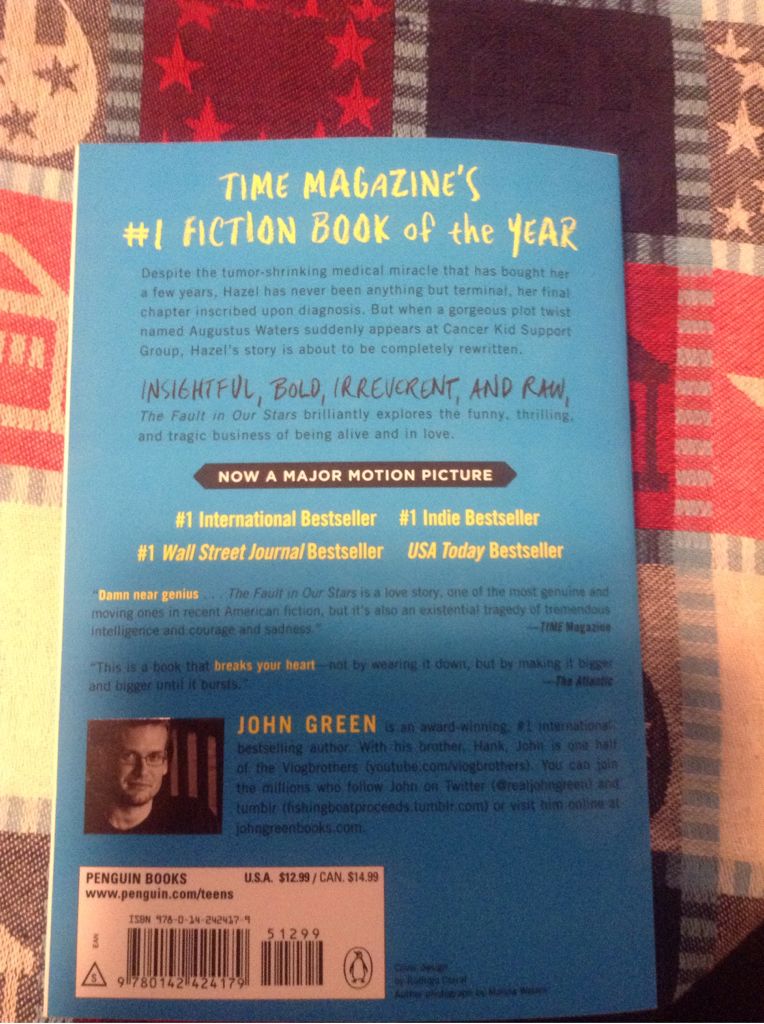 TIME MAGAZINE'S
#1 FICTION BOOK of the YEAR
Despite the tumor-shrinking medical miracle that has bought her
a few years, Hazel has never been anything but terminal, her final
chapter inscribed upon diagnosis. But when a gorgeous plot twist
named Augustus Waters suddenly appears at Cancer Kid Support
Group, Hazel's story is about to be completely rewritten.
INSIGHTFUL, BOLD, IRREVERENT, AND RAW,
The Fault in Our Stars brilliantly explores the funny, thrilling,
and tragic business of being alive and in love.
NOW A MAJOR MOTION PICTURE
#1 International Bestseller #1 Indie Bestseller
#1 Wall Street Journal Bestseller USA Today Bestseller
"Damn near genius . . . The Fault in Our Stars is a love story, one of the most genuine and
moving ones in recent American fiction, but it's also an existential tragedy of tremendous
intelligence and courage and sadness." —TIME Magazine
"This is a book that breaks your heart—not by wearing it down, but by making it bigger
and bigger until it bursts." —The Atlantic
JOHN GREEN is an award-winning, #1 international
bestselling author. With his brother, Hank, John is one half
of the Vlogbrothers (youtube.com/vlogbrothers). You can join
the millions who follow John on Twitter (@realjohngreen) and
tumblr (fishingboatproceeds.tumblr.com) or visit him online at
johngreenbooks.com.
PENGUIN BOOKS U.S.A. $12.99 / CAN. $14.99
www.penguin.com/teens
ISBN 978-0-14-242417-9
51299
EAN
S
9 780142 424179
Cover design
by Rodrigo Corral
Author photograph by